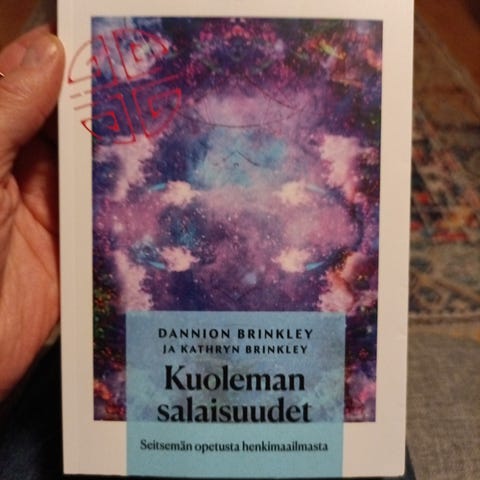 DANNION BRINKLEY
JA KATHRYN BRINKLEY
Kuoleman
salaisuudet
Seitsemän opetusta henkimaailmasta